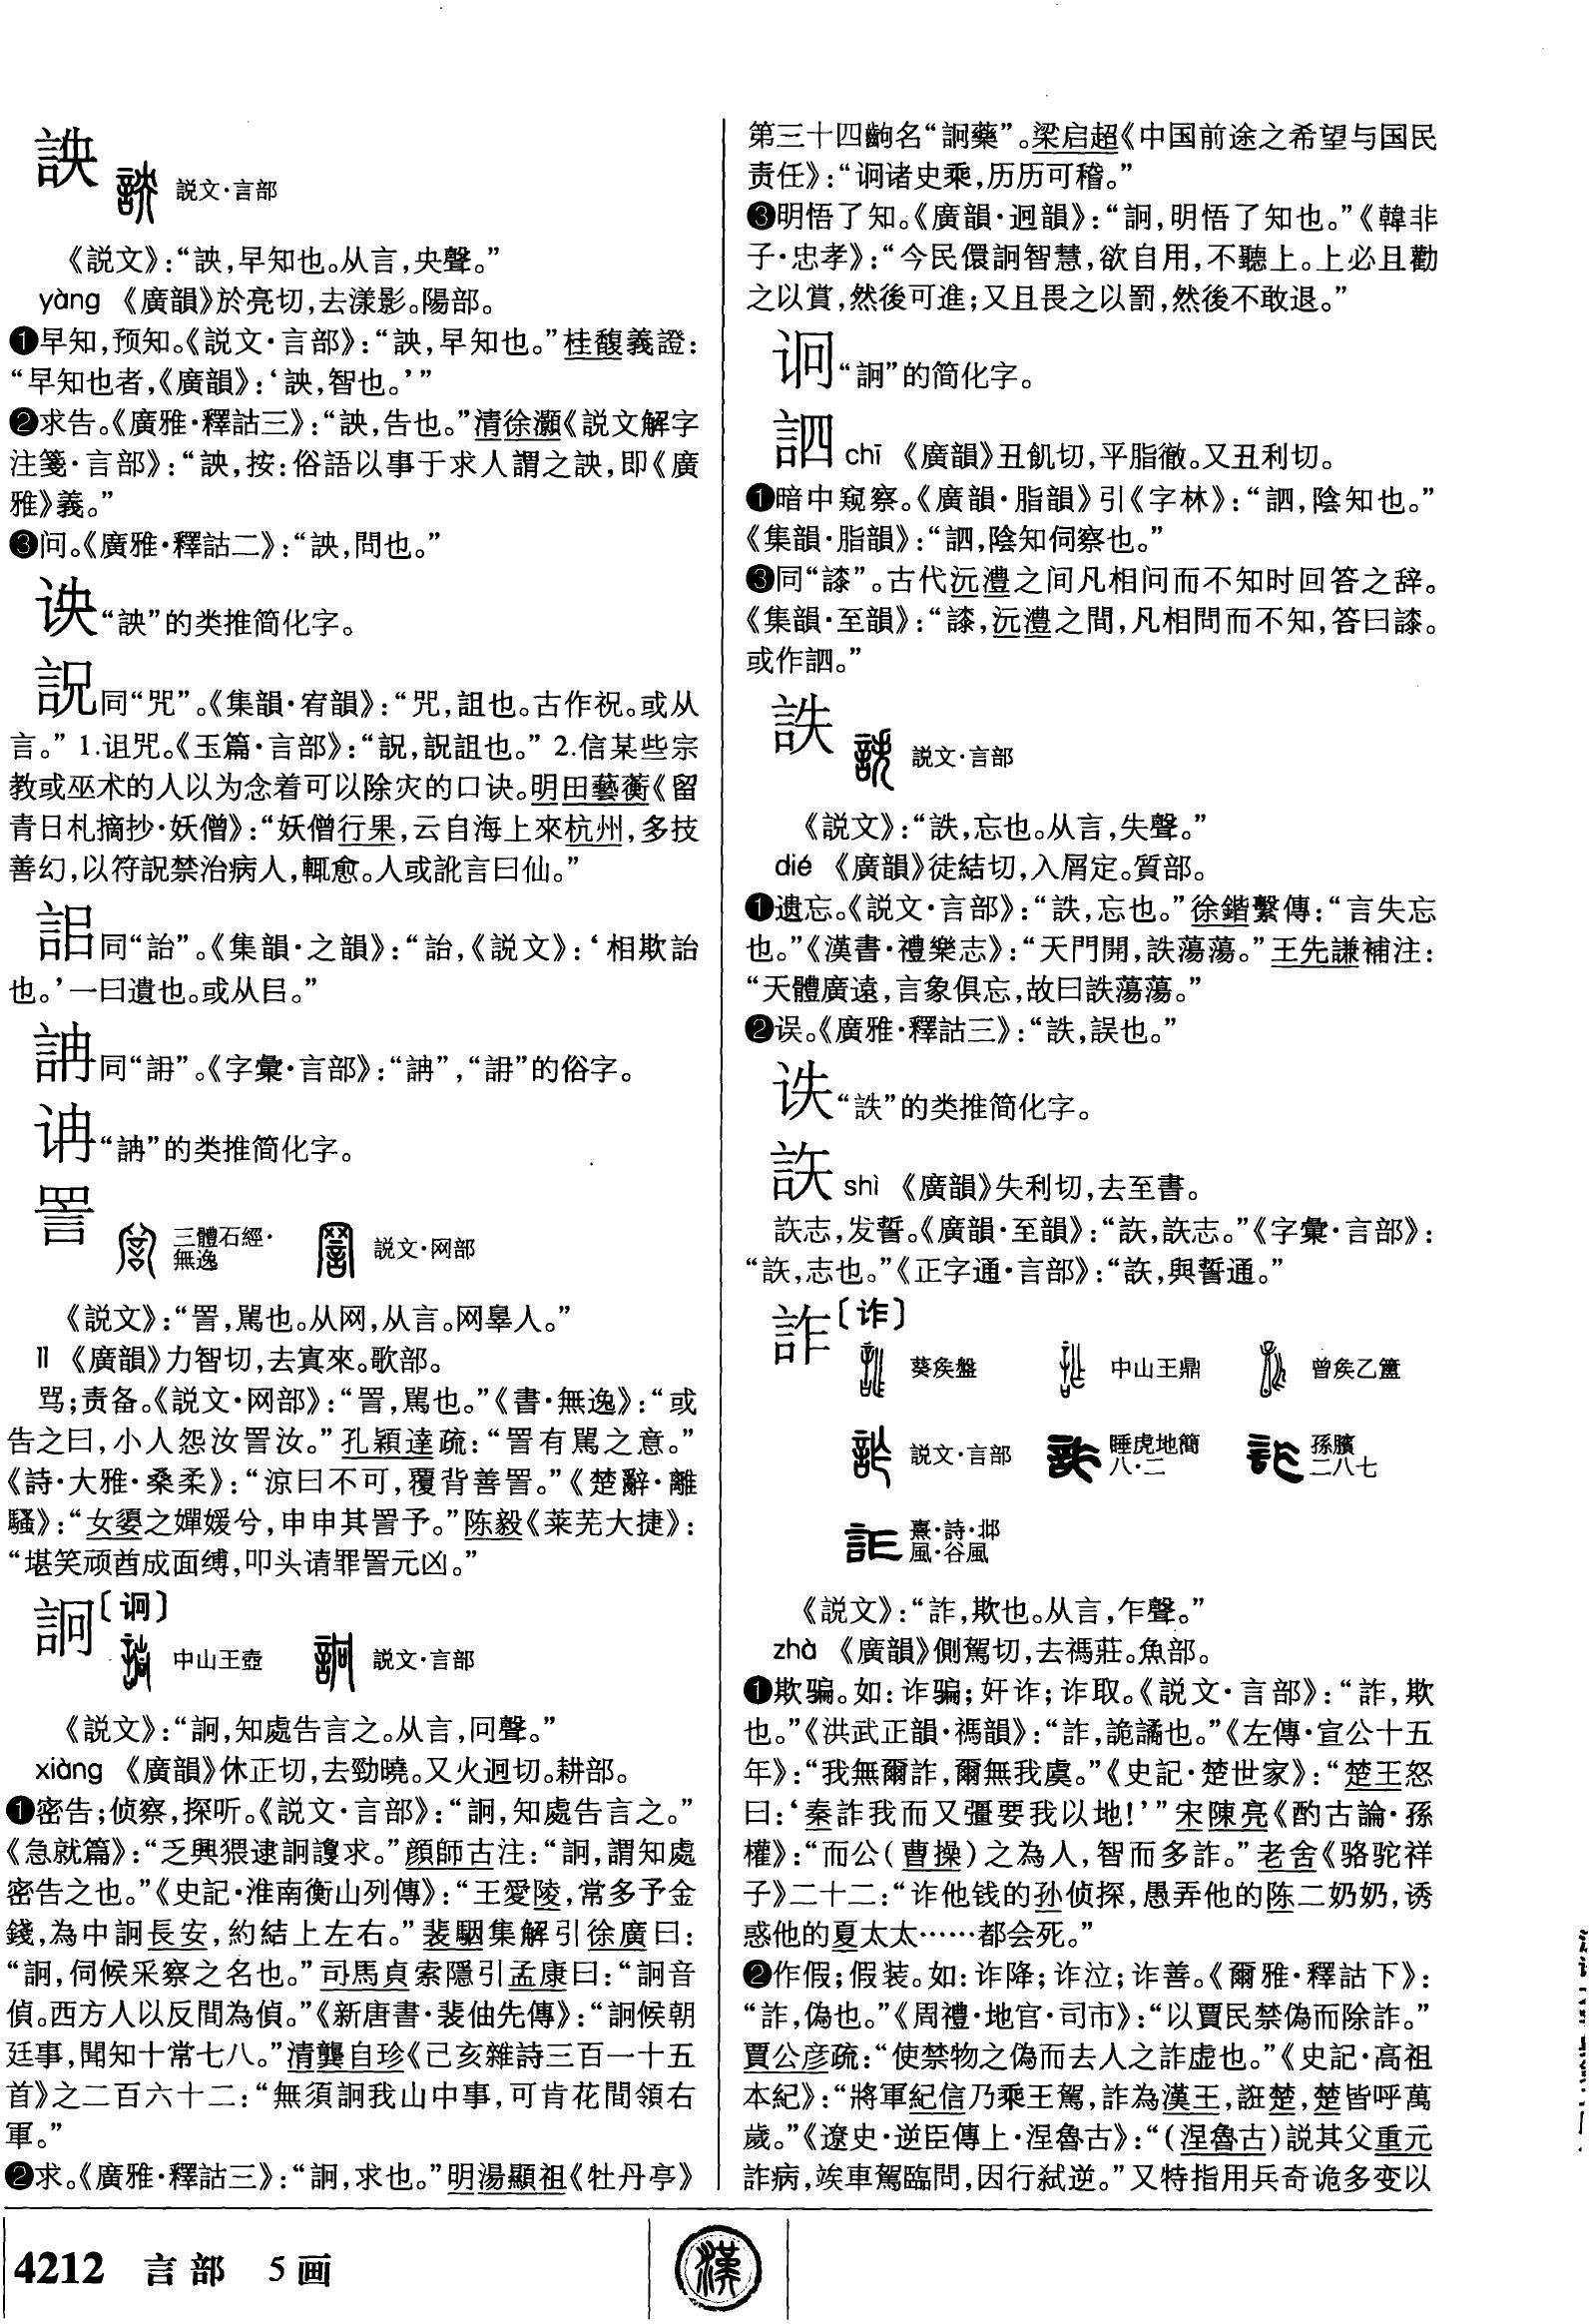 詇
説文·言部
《説文》：“詇，早知也。从言，央聲。”
yàng 《廣韻》於亮切，去漾影。陽部。
❶早知，预知。《説文·言部》：“詇，早知也。”桂馥義證：
“早知也者，《廣韻》：‘詇，智也。’”
❷求告。《廣雅·釋詁三》：“詇，告也。”清徐灝《説文解字
注箋·言部》：“詇，按：俗語以事于求人謂之詇，即《廣
雅》義。”
❸问。《廣雅·釋詁二》：“詇，問也。”
𫍙“詇”的类推简化字。
詋同“咒”。《集韻·宥韻》：“咒，詛也。古作祝。或从
言。” 1.诅咒。《玉篇·言部》：“詋，詋詛也。” 2.信某些宗
教或巫术的人以为念着可以除灾的口诀。明田藝蘅《留
青日札摘抄·妖僧》：“妖僧行果，云自海上來杭州，多技
善幻，以符詋禁治病人，輒愈。人或訛言曰仙。”
同“詒”。《集韻·之韻》：“詒，《説文》：‘相欺詒
也。’一曰遺也。或从㠯。”
詽同“𧨐”。《字彙·言部》：
的类推简化字。
詈
三體石經·
無逸
説文·网部
《説文》：“詈，駡也。从网，从言。网辠人。”
lì 《廣韻》力智切，去寘來。歌部。
骂；责备。《説文·网部》：“詈，駡也。”《書·無逸》：“或
告之曰，小人怨汝詈汝。”孔穎達疏：“詈有駡之意。”
《詩·大雅·桑柔》：“涼曰不可，覆背善詈。”《楚辭·離
騷》：“女嬃之嬋媛兮，申申其詈予。”陈毅《莱芜大捷》：
“堪笑顽酋成面缚，叩头请罪詈元凶。”
詗〔诇〕
中山王壺
説文·言部
《説文》：“詗，知處告言之。从言，冋聲。”
xiòng 《廣韻》休正切，去勁曉。又火迥切。耕部。
❶密告；侦察，探听。《説文·言部》：“詗，知處告言之。”
《急就篇》：“乏興猥逮詗謏求。”顔師古注：“詗，謂知處
密告之也。”《史記·淮南衡山列傳》：“王愛陵，常多予金
錢，為中詗長安，約結上左右。”裴駰集解引徐廣曰：
“詗，伺候采察之名也。”司馬貞索隱引孟康曰：“詗音
偵。西方人以反間為偵。”《新唐書·裴伷先傳》：“詗候朝
廷事，聞知十常七八。”清龔自珍《己亥雜詩三百一十五
首》之二百六十二：“無須詗我山中事，可肯花間領右
軍。”
❷求。《廣雅·釋詁三》：“詗，求也。”明湯顯祖《牡丹亭》
第三十四齣名“詗藥”。梁启超《中国前途之希望与国民
责任》：“诇诸史乘，历历可稽。”
❸明悟了知。《廣韻·迥韻》：“詗，明悟了知也。”《韓非
子·忠孝》：“今民儇詗智慧，欲自用，不聽上。上必且勸
之以賞，然後可進；又且畏之以罰，然後不敢退。”
诇“詗”的简化字。
訵 chī 《廣韻》丑飢切，平脂徹。又丑利切。
❶暗中窥察。《廣韻·脂韻》引《字林》：“訵，陰知也。”
《集韻·脂韻》：“訵，陰知伺察也。”
❸同“䜉”。古代沅澧之间凡相问而不知时回答之辞。
《集韻·至韻》：“䜉，沅澧之間，凡相問而不知，答曰䜉。
或作訵。”
詄
説文·言部
《説文》：“詄，忘也。从言，失聲。”
dié 《廣韻》徒結切，入屑定。質部。
❶遗忘。《説文·言部》：“詄，忘也。”徐鍇繫傳：“言失忘
也。”《漢書·禮樂志》：“天門開，詄蕩蕩。”王先謙補注：
“天體廣遠，言象俱忘，故曰詄蕩蕩。”
❷误。《廣雅·釋詁三》：“詄，誤也。”
“詄”的类推简化字。
shì 《廣韻》失利切，去至書。
志，发誓。《廣韻·至韻》：《字彙·言部》：
志也。”《正字通·言部》：與誓通。”
詐〔诈〕
蔡侯盤
中山王鼎
曾侯乙簠
説文·言部
睡虎地簡
八·二
孫臏
二八七
熹·詩·邶
風·谷風
《説文》：“詐，欺也。从言，乍聲。”
zhà 《廣韻》側駕切，去禡莊。魚部。
❶欺骗。如：诈骗；奸诈；诈取。《説文·言部》：“詐，欺
也。”《洪武正韻·禡韻》：“詐，詭譎也。”《左傳·宣公十五
年》：“我無爾詐，爾無我虞。”《史記·楚世家》：“楚王怒
曰：‘秦詐我而又彊要我以地！’”宋陳亮《酌古論·孫
權》：“而公（曹操）之為人，智而多詐。”老舍《骆驼祥
子》二十二：“诈他钱的孙侦探，愚弄他的陈二奶奶，诱
惑他的夏太太……都会死。”
❷作假；假装。如：诈降；诈泣；诈善。《爾雅·釋詁下》：
“詐，偽也。”《周禮·地官·司市》：“以賈民禁偽而除詐。”
賈公彦疏：“使禁物之偽而去人之詐虚也。”《史記·高祖
本紀》：“將軍紀信乃乘王駕，詐為漢王，誑楚，楚皆呼萬
歲。”《遼史·逆臣傳上·涅魯古》：“（涅魯古）説其父重元
詐病，竢車駕臨問，因行弑逆。”又特指用兵奇诡多变以
4212 言部 5画
漢